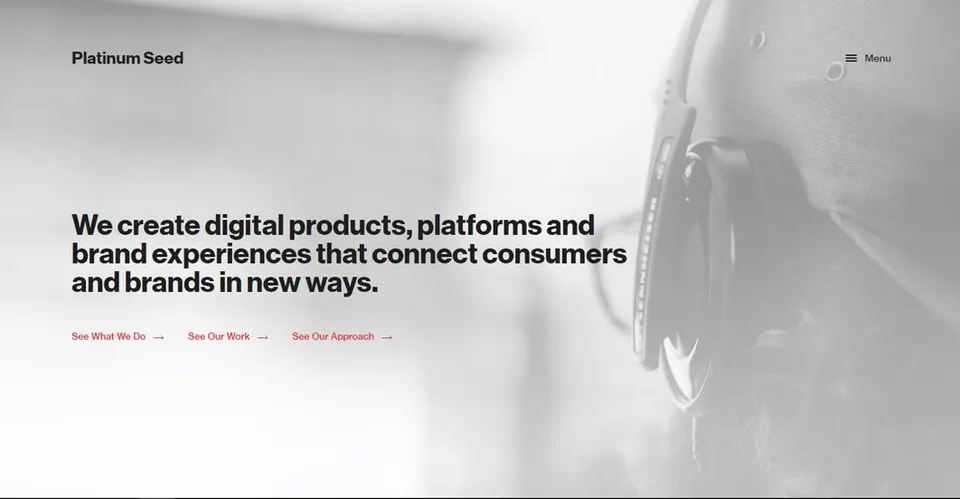 Platinum Seed
Menu
We create digital products, platforms and
brand experiences that connect consumers
and brands in new ways.
See What We Do →
See Our Work →
See Our Approach →
SENNHEISER